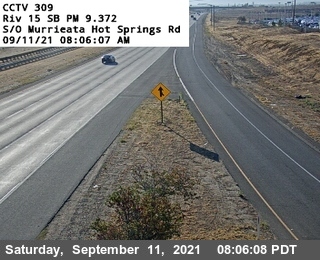 CCTV 309
Riv 15 SB PM 9.372
S/O Murrieata Hot Springs Rd
09/11/21 08:06:07 AM
Saturday, September 11, 2021 08:06:08 PDT